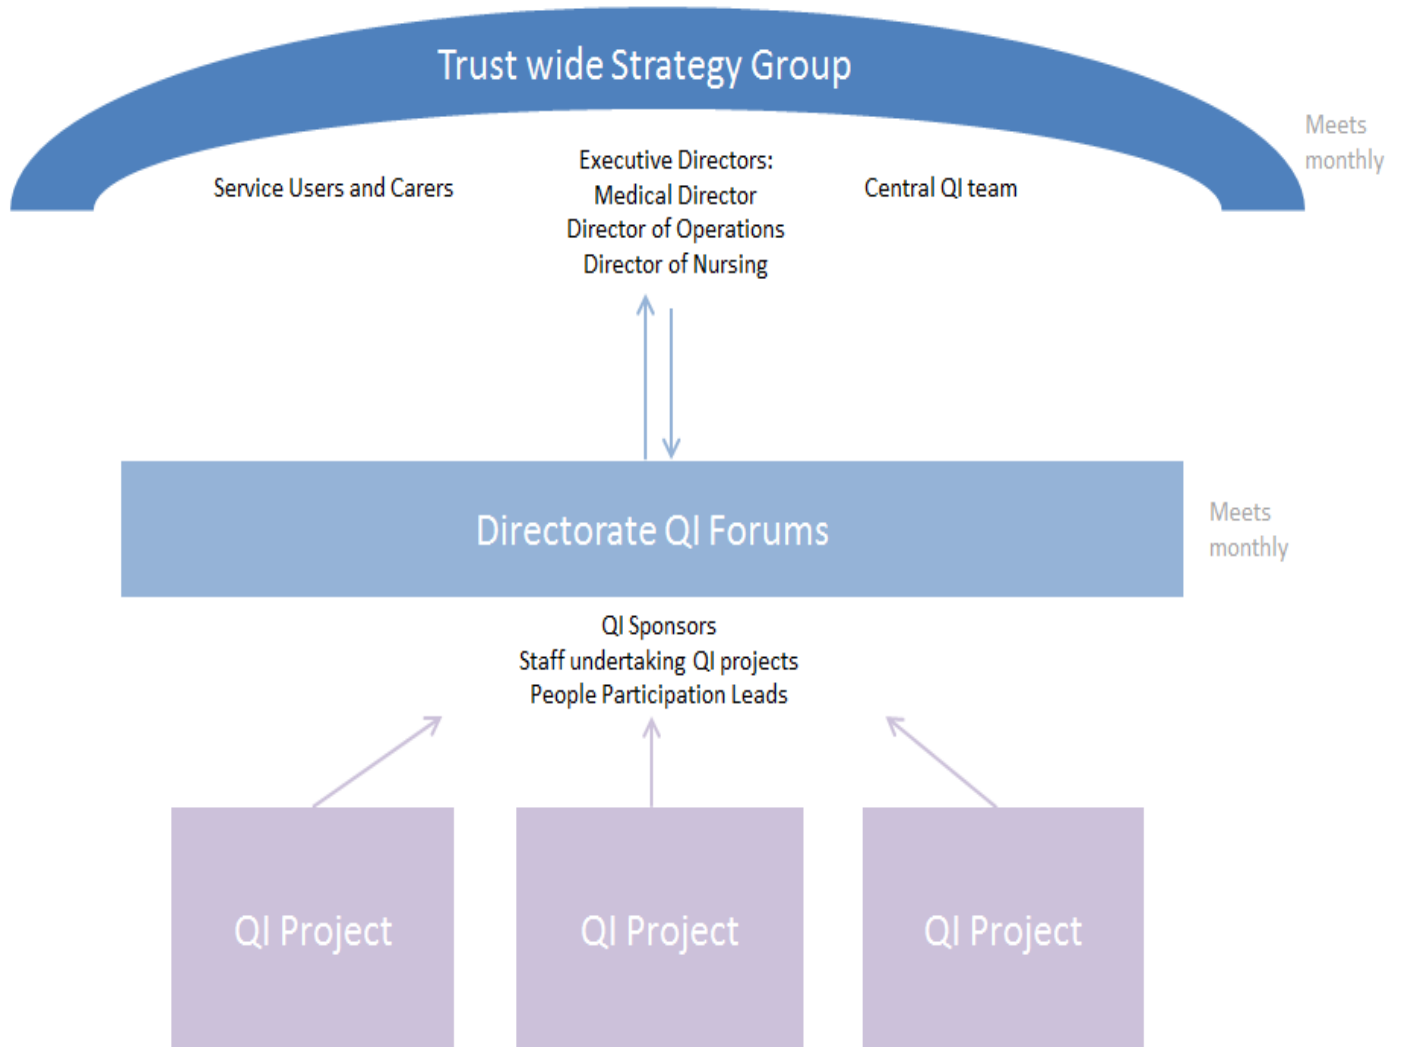 Trust wide Strategy Group
Meets
monthly
Service Users and Carers
Executive Directors:
Medical Director
Director of Operations
Director of Nursing
Central QI team
Directorate QI Forums
Meets
monthly
QI Sponsors
Staff undertaking QI projects
People Participation Leads
QI Project
QI Project
QI Project